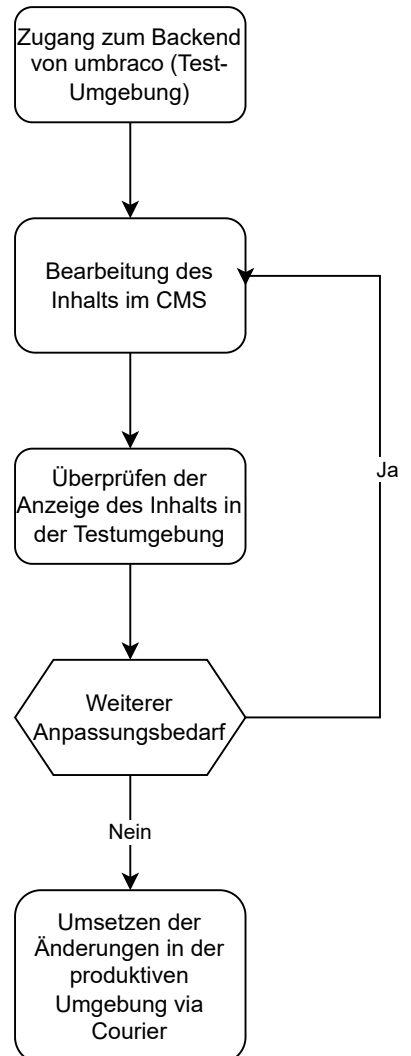 Zugang zum Backend
von umbraco (Test-
Umgebung)
Bearbeitung des
Inhalts im CMS
Überprüfen der
Anzeige des Inhalts in
der Testumgebung
Ja
Weiterer
Anpassungsbedarf
Nein
Umsetzen der
Änderungen in der
produktiven
Umgebung via
Courier